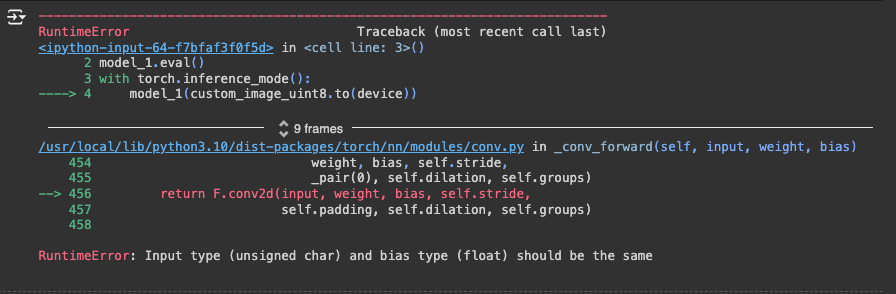 ---------------------------------------------------------------------------
RuntimeError                              Traceback (most recent call last)
<ipython-input-64-f7bfaf3f0f5d> in <cell line: 3>()
      2 model_1.eval()
      3 with torch.inference_mode():
----> 4     model_1(custom_image_uint8.to(device))
9 frames
/usr/local/lib/python3.10/dist-packages/torch/nn/modules/conv.py in _conv_forward(self, input, weight, bias)
    454                             weight, bias, self.stride,
    455                             _pair(0), self.dilation, self.groups)
--> 456         return F.conv2d(input, weight, bias, self.stride,
    457                         self.padding, self.dilation, self.groups)
    458
RuntimeError: Input type (unsigned char) and bias type (float) should be the same